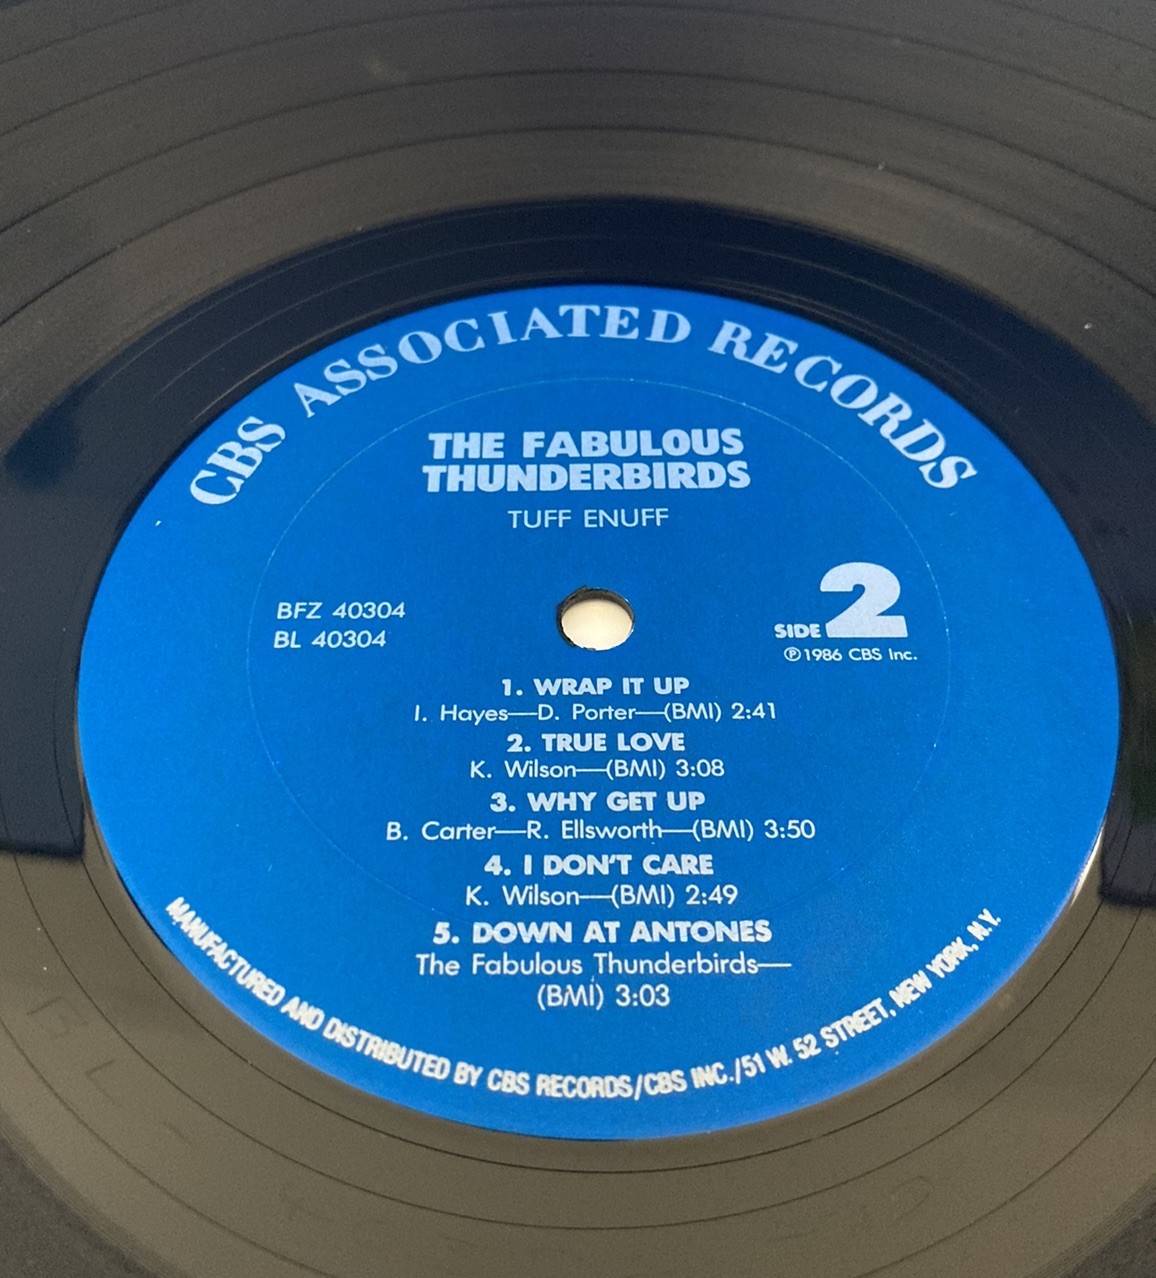 CBS ASSOCIATED RECORDS
THE FABULOUS
THUNDERBIRDS
TUFF ENUFF
BFZ 40304
BL 40304
SIDE 2
℗1986 CBS Inc.
1. WRAP IT UP
I. Hayes—D. Porter—(BMI) 2:41
2. TRUE LOVE
K. Wilson—(BMI) 3:08
3. WHY GET UP
B. Carter—R. Ellsworth—(BMI) 3:50
4. I DON'T CARE
K. Wilson—(BMI) 2:49
5. DOWN AT ANTONES
The Fabulous Thunderbirds—
(BMI) 3:03
MANUFACTURED AND DISTRIBUTED BY CBS RECORDS/CBS INC./51 W. 52 STREET, NEW YORK, N.Y.